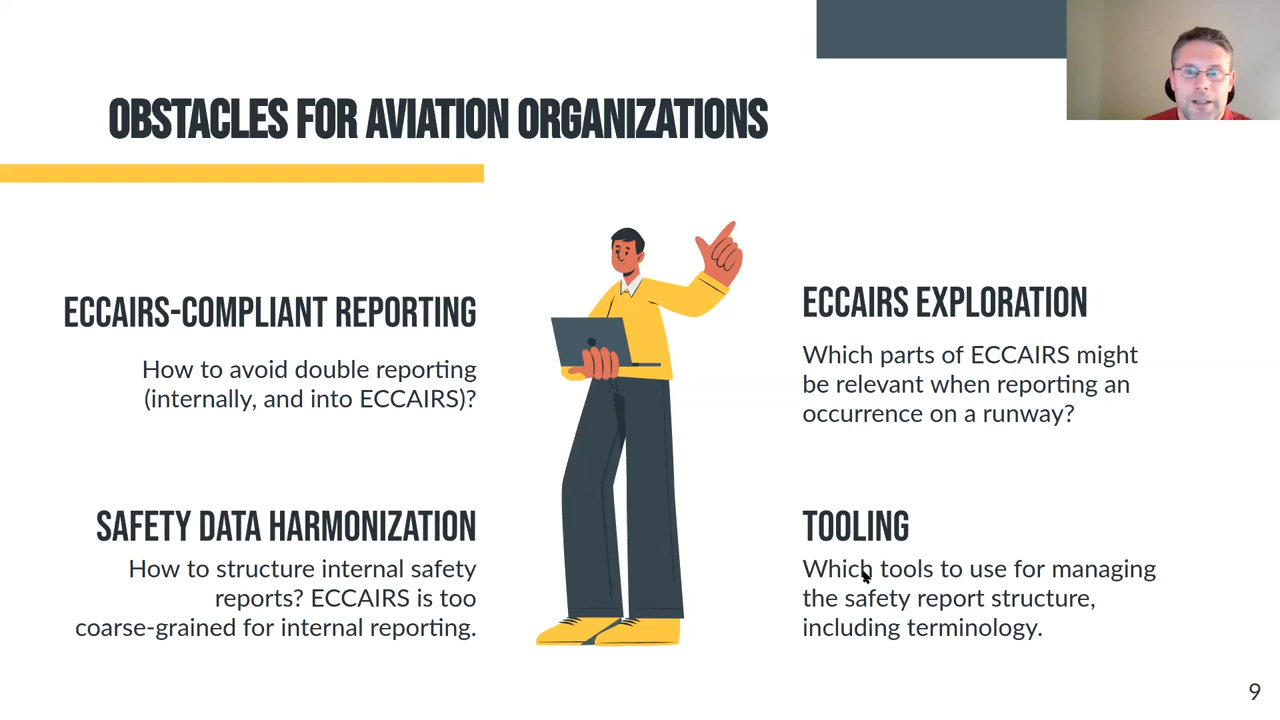 OBSTACLES FOR AVIATION ORGANIZATIONS
ECCAIRS-COMPLIANT REPORTING
How to avoid double reporting
(internally, and into ECCAIRS)?
SAFETY DATA HARMONIZATION
How to structure internal safety
reports? ECCAIRS is too
coarse-grained for internal reporting.
ECCAIRS EXPLORATION
Which parts of ECCAIRS might
be relevant when reporting an
occurrence on a runway?
TOOLING
Which tools to use for managing
the safety report structure,
including terminology.
9